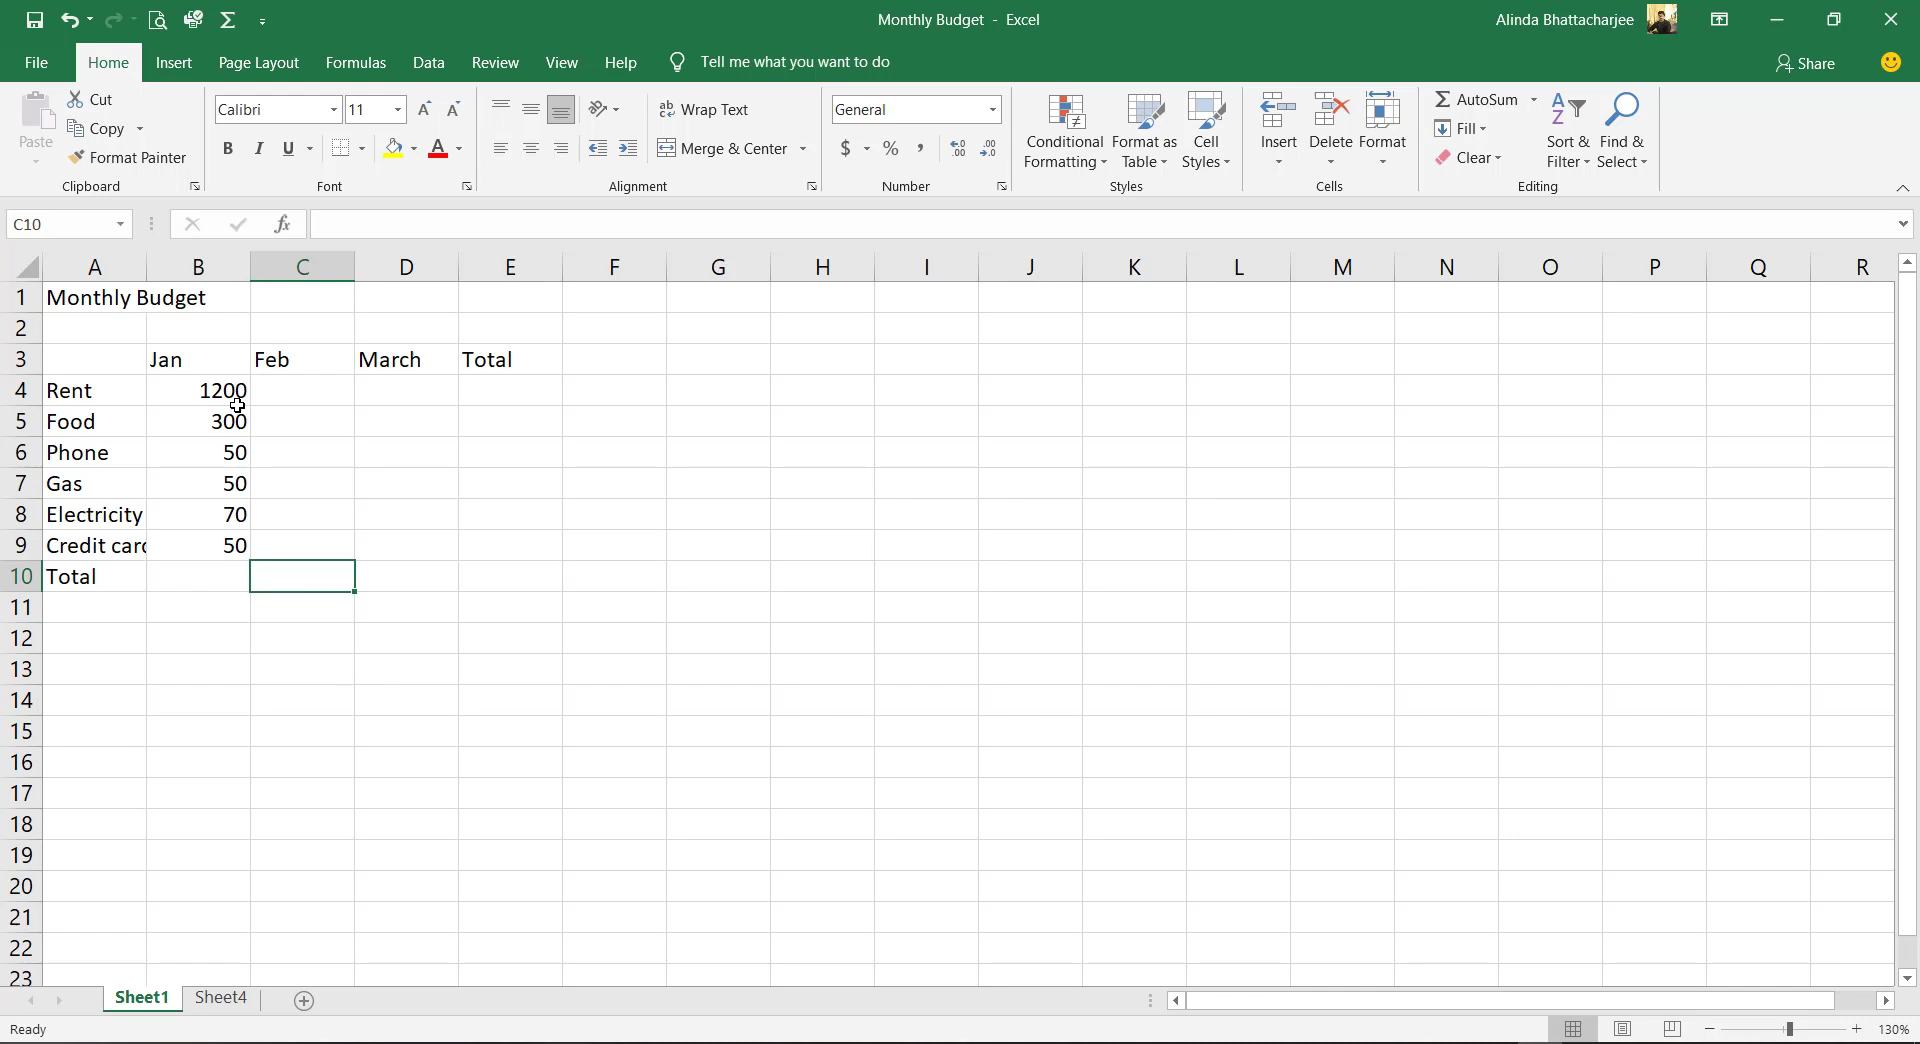 Monthly Budget - Excel
Alinda Bhattacharjee
File Home Insert Page Layout Formulas Data Review View Help Tell me what you want to do Share
Paste
Cut
Copy
Format Painter
Clipboard
Calibri 11
B I U A
Font
ab Wrap Text
Merge & Center
Alignment
General
$ % , .00 .00
Number
Conditional Formatting
Format as Table
Cell Styles
Styles
Insert
Delete
Format
Cells
AutoSum
Fill
Clear
Sort & Filter
Find & Select
Editing
C10 fx
A B C D E F G H I J K L M N O P Q R
1 Monthly Budget
2
3 Jan Feb March Total
4 Rent 1200
5 Food 300
6 Phone 50
7 Gas 50
8 Electricity 70
9 Credit card 50
10 Total
11
12
13
14
15
16
17
18
19
20
21
22
23
Sheet1 Sheet4
Ready
130%